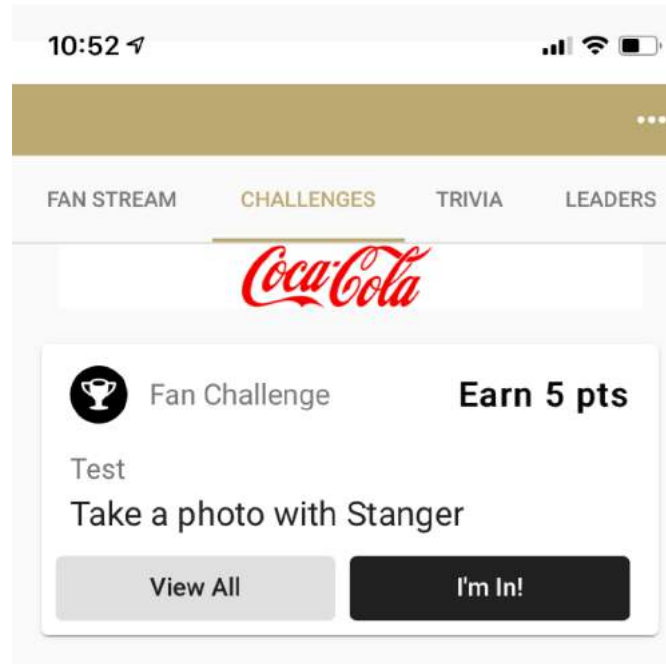 10:52
FAN STREAM CHALLENGES TRIVIA LEADERS
Coca-Cola
Fan Challenge Earn 5 pts
Test
Take a photo with Stanger
View All I'm In!